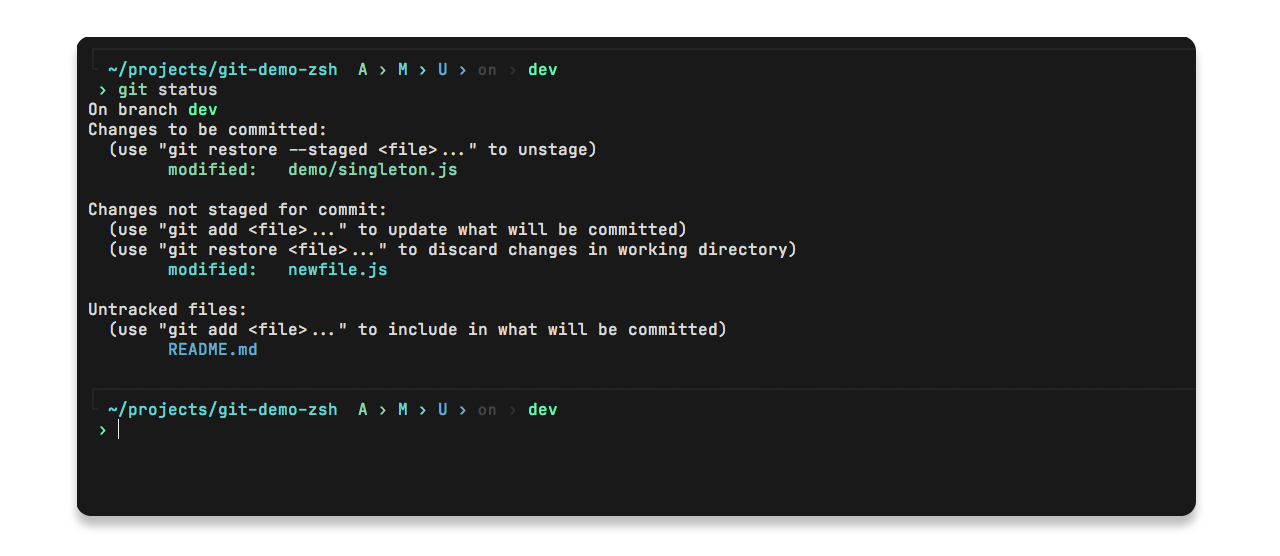 ~/projects/git-demo-zsh A › M › U › on › dev
› git status
On branch dev
Changes to be committed:
(use "git restore --staged <file>..." to unstage)
modified: demo/singleton.js
Changes not staged for commit:
(use "git add <file>..." to update what will be committed)
(use "git restore <file>..." to discard changes in working directory)
modified: newfile.js
Untracked files:
(use "git add <file>..." to include in what will be committed)
README.md
~/projects/git-demo-zsh A › M › U › on › dev
›